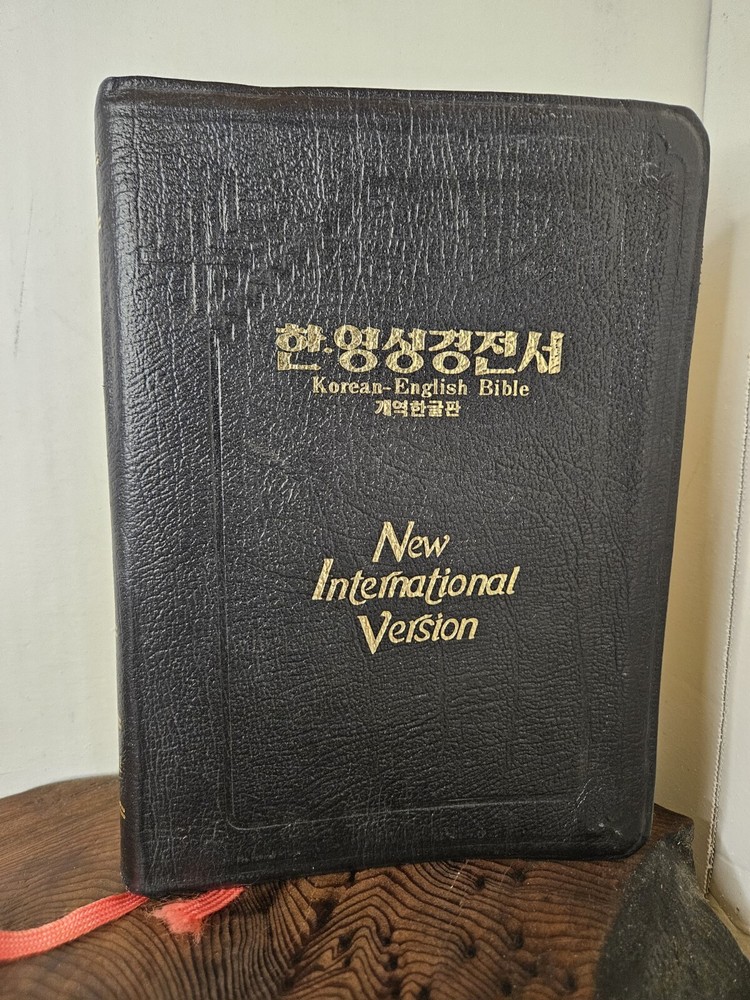 한·영성경전서
Korean-English Bible
개역한글판
New
International
Version